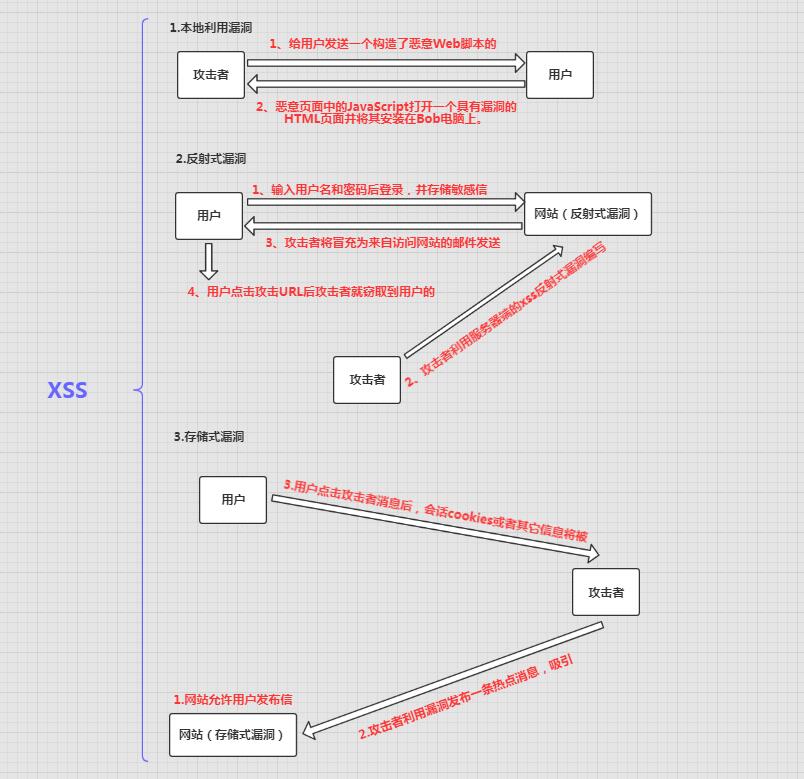 XSS
1.本地利用漏洞
1、给用户发送一个构造了恶意Web脚本的
攻击者
用户
2、恶意页面中的JavaScript打开一个具有漏洞的
HTML页面并将其安装在Bob电脑上。
2.反射式漏洞
1、输入用户名和密码后登录，并存储敏感信
用户
网站（反射式漏洞）
3、攻击者将冒充为来自访问网站的邮件发送
4、用户点击攻击URL后攻击者就窃取到用户的
2、攻击者利用服务器端的xss反射式漏洞编写
攻击者
3.存储式漏洞
用户
3.用户点击攻击者消息后，会话cookies或者其它信息将被
攻击者
2.攻击者利用漏洞发布一条热点消息，吸引
1.网站允许用户发布信
网站（存储式漏洞）